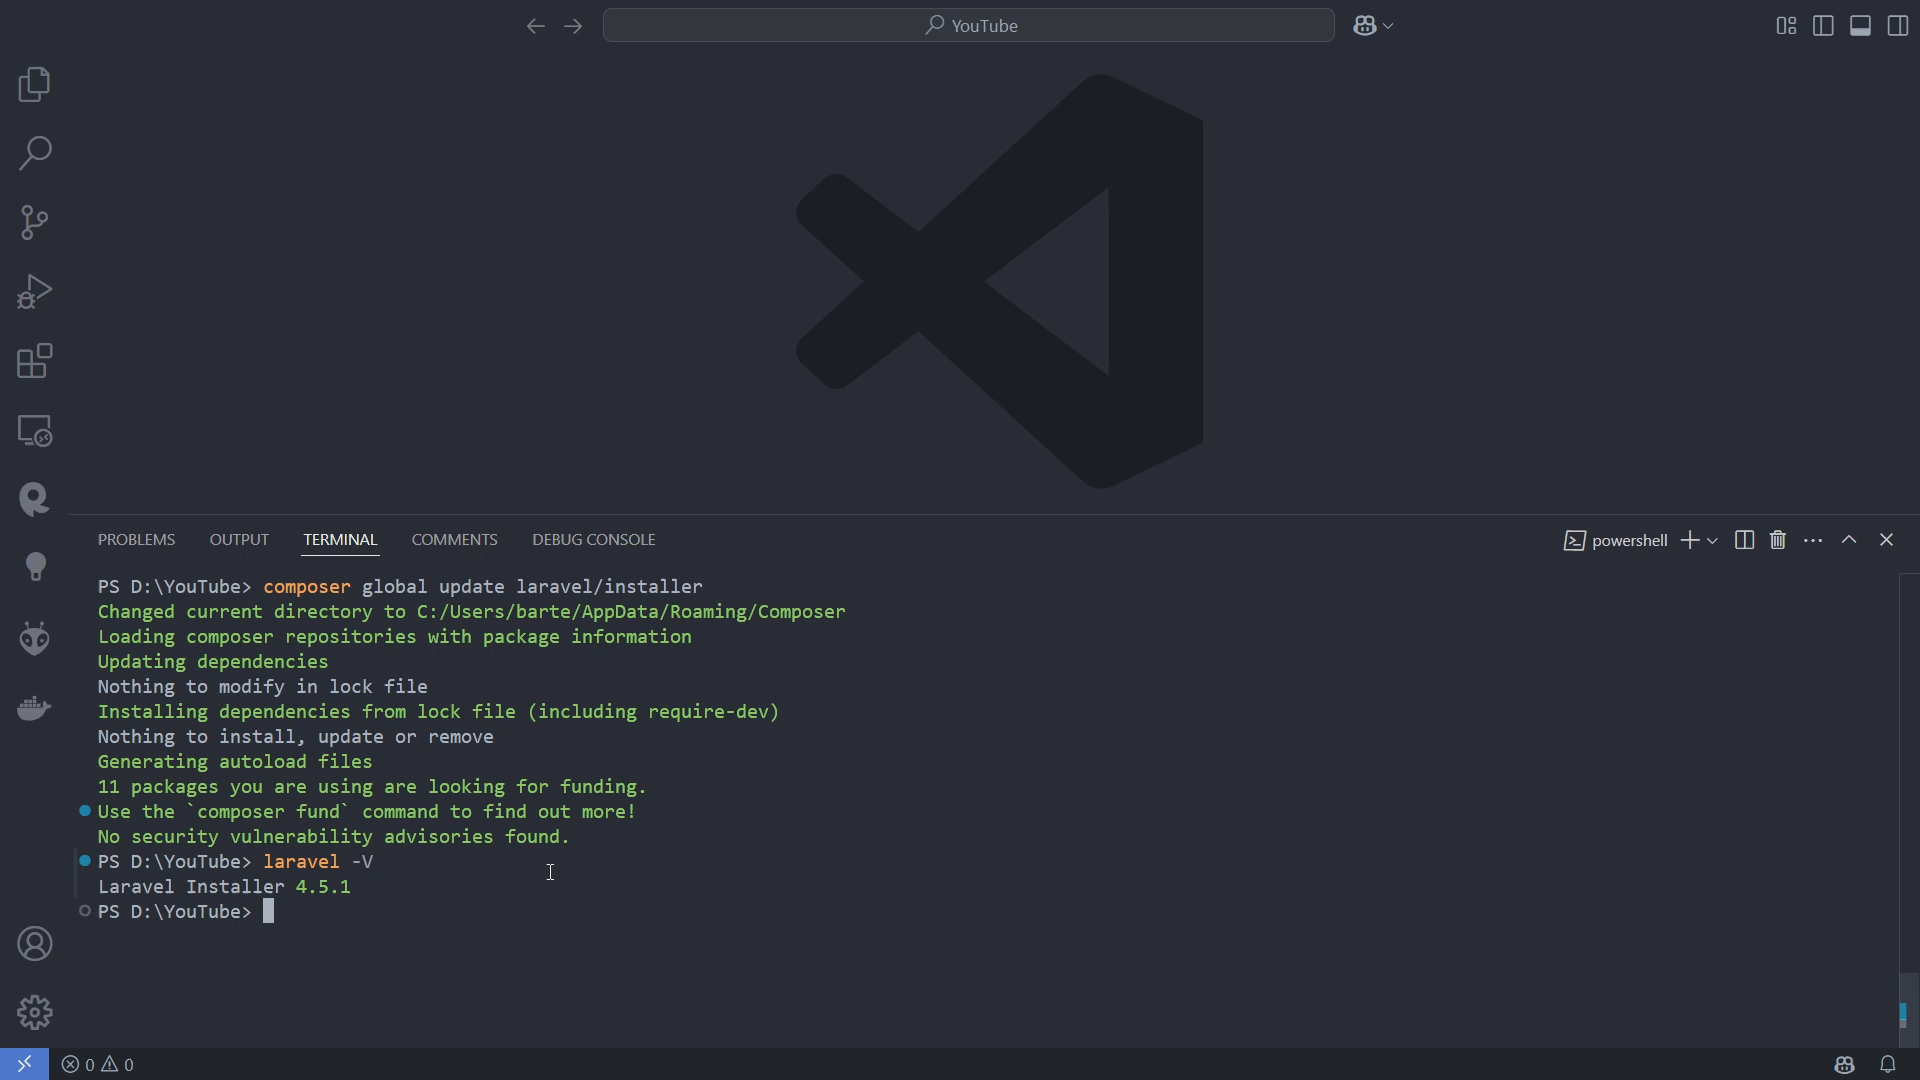 YouTube
PROBLEMS OUTPUT TERMINAL COMMENTS DEBUG CONSOLE
powershell
PS D:\YouTube> composer global update laravel/installer
Changed current directory to C:/Users/barte/AppData/Roaming/Composer
Loading composer repositories with package information
Updating dependencies
Nothing to modify in lock file
Installing dependencies from lock file (including require-dev)
Nothing to install, update or remove
Generating autoload files
11 packages you are using are looking for funding.
Use the `composer fund` command to find out more!
No security vulnerability advisories found.
PS D:\YouTube> laravel -V
Laravel Installer 4.5.1
PS D:\YouTube>
0 0